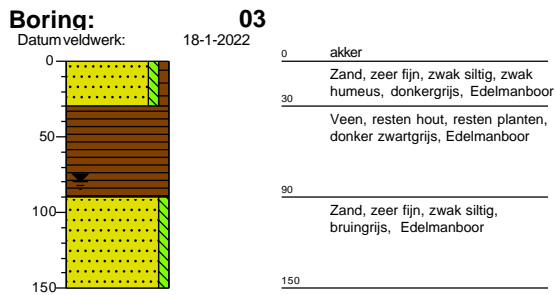 Boring: 03
Datum veldwerk: 18-1-2022
0
50
100
150
0 akker
Zand, zeer fijn, zwak siltig, zwak
humeus, donkergrijs, Edelmanboor
30
Veen, resten hout, resten planten,
donker zwartgrijs, Edelmanboor
90
Zand, zeer fijn, zwak siltig,
bruingrijs, Edelmanboor
150